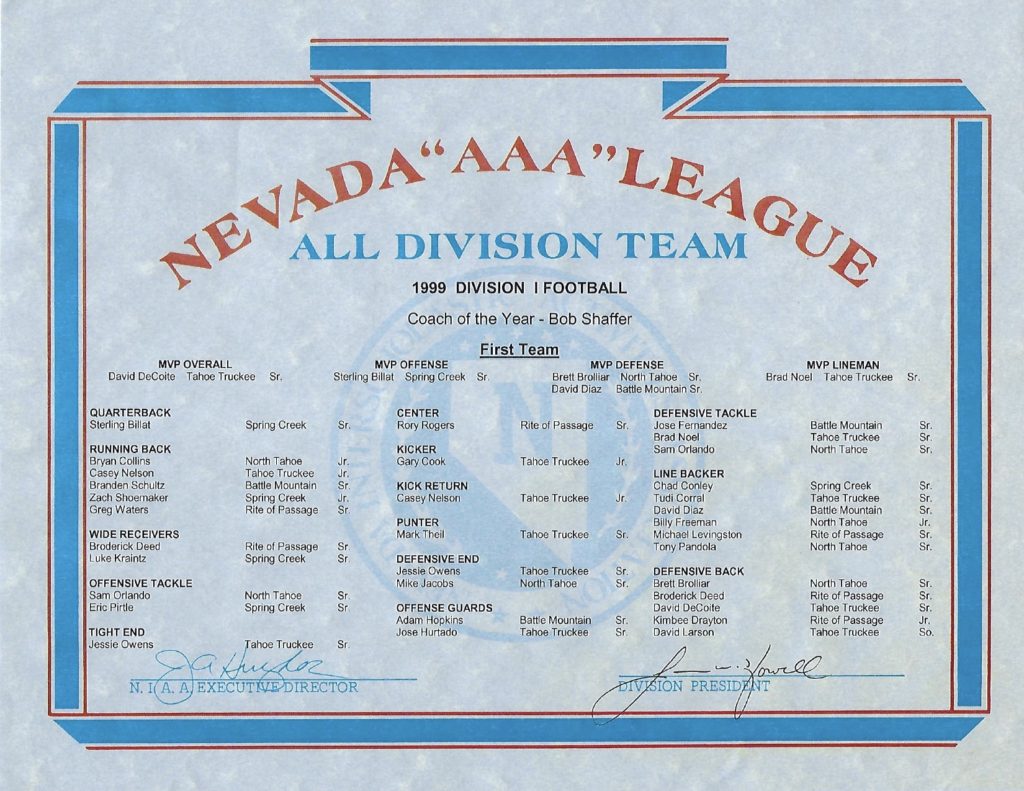 NEVADA "AAA" LEAGUE
ALL DIVISION TEAM
1999 DIVISION I FOOTBALL
Coach of the Year - Bob Shaffer
First Team
MVP OVERALL
David DeCoite Tahoe Truckee Sr.
MVP OFFENSE
Sterling Billat Spring Creek Sr.
MVP DEFENSE
Brett Brolliar North Tahoe Sr.
David Diaz Battle Mountain Sr.
MVP LINEMAN
Brad Noel Tahoe Truckee Sr.
QUARTERBACK
Sterling Billat Spring Creek Sr.
RUNNING BACK
Bryan Collins North Tahoe Jr.
Casey Nelson Tahoe Truckee Jr.
Branden Schultz Battle Mountain Sr.
Zach Shoemaker Spring Creek Jr.
Greg Waters Rite of Passage Sr.
WIDE RECEIVERS
Broderick Deed Rite of Passage Sr.
Luke Kraintz Spring Creek Sr.
OFFENSIVE TACKLE
Sam Orlando North Tahoe Sr.
Eric Pirtle Spring Creek Sr.
TIGHT END
Jessie Owens Tahoe Truckee Sr.
CENTER
Rory Rogers Rite of Passage Sr.
KICKER
Gary Cook Tahoe Truckee Jr.
KICK RETURN
Casey Nelson Tahoe Truckee Jr.
PUNTER
Mark Theil Tahoe Truckee Sr.
DEFENSIVE END
Jessie Owens Tahoe Truckee Sr.
Mike Jacobs North Tahoe Sr.
OFFENSE GUARDS
Adam Hopkins Battle Mountain Sr.
Jose Hurtado Tahoe Truckee Sr.
DEFENSIVE TACKLE
Jose Fernandez Battle Mountain Sr.
Brad Noel Tahoe Truckee Sr.
Sam Orlando North Tahoe Sr.
LINE BACKER
Chad Conley Spring Creek Sr.
Tudi Corral Tahoe Truckee Sr.
David Diaz Battle Mountain Sr.
Billy Freeman North Tahoe Jr.
Michael Levingston Rite of Passage Sr.
Tony Pandola North Tahoe Sr.
DEFENSIVE BACK
Brett Brolliar North Tahoe Sr.
Broderick Deed Rite of Passage Sr.
David DeCoite Tahoe Truckee Sr.
Kimbee Drayton Rite of Passage Jr.
David Larson Tahoe Truckee So.
N.I.A.A. EXECUTIVE DIRECTOR
DIVISION PRESIDENT